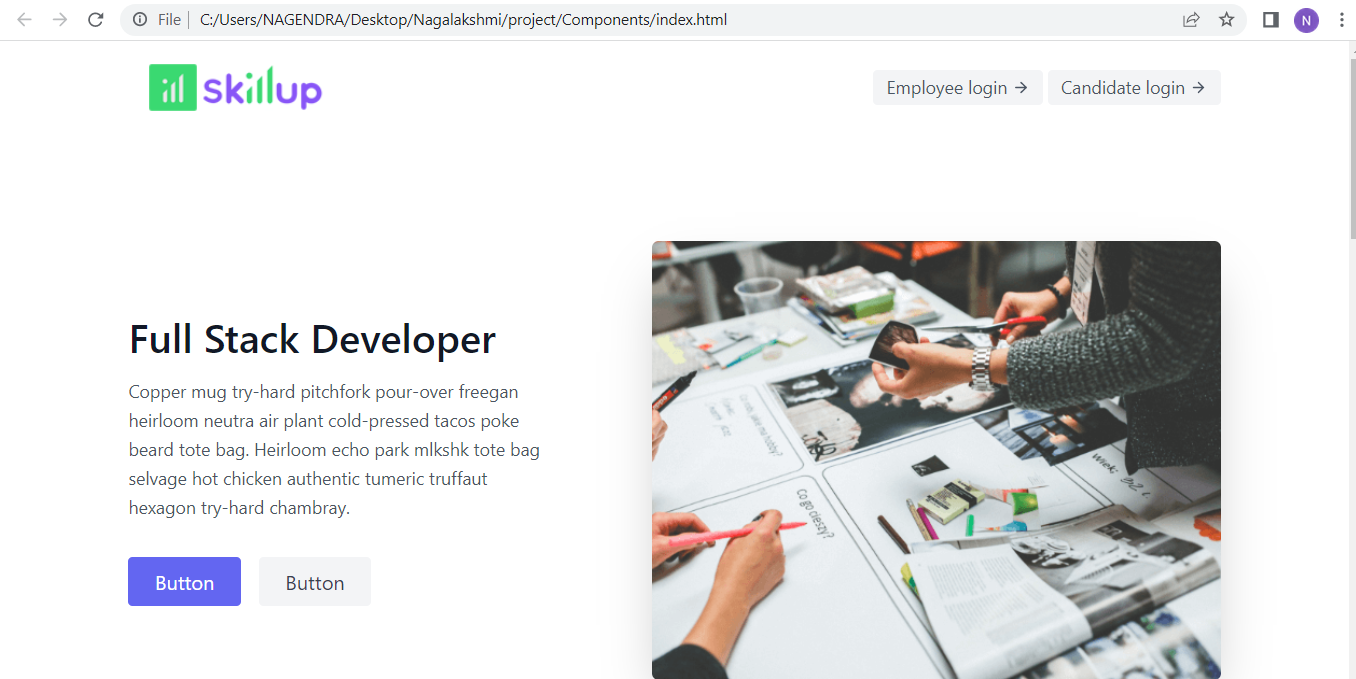 File
C:/Users/NAGENDRA/Desktop/Nagalakshmi/project/Components/index.html
N
skillup
Employee login →
Candidate login →
Full Stack Developer
Copper mug try-hard pitchfork pour-over freegan
heirloom neutra air plant cold-pressed tacos poke
beard tote bag. Heirloom echo park mlkshk tote bag
selvage hot chicken authentic tumeric truffaut
hexagon try-hard chambray.
Button
Button
Co go cieszy?